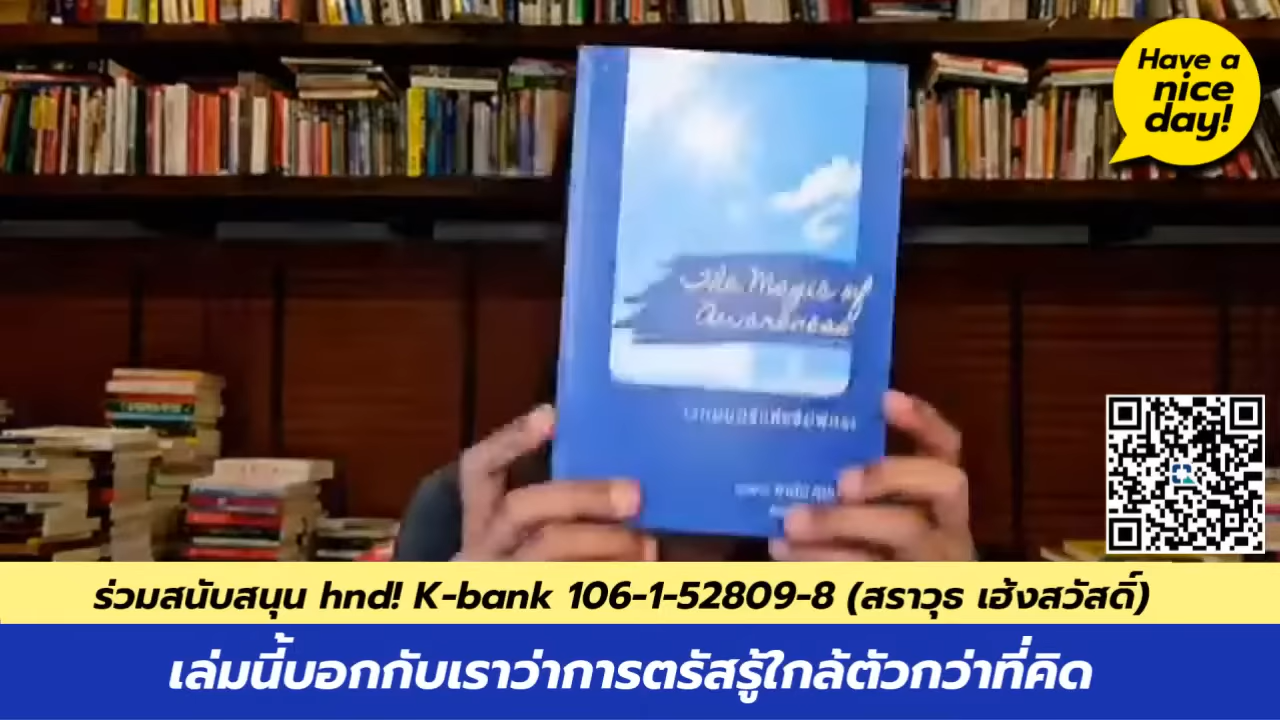 Have a
nice
day!
The Magic of
Awareness
ร่วมสนับสนุน hnd! K-bank 106-1-52809-8 (สราวุธ เฮ้งสวัสดิ์)
เล่มนี้บอกกับเราว่าการตรัสรู้ใกล้ตัวกว่าที่คิด